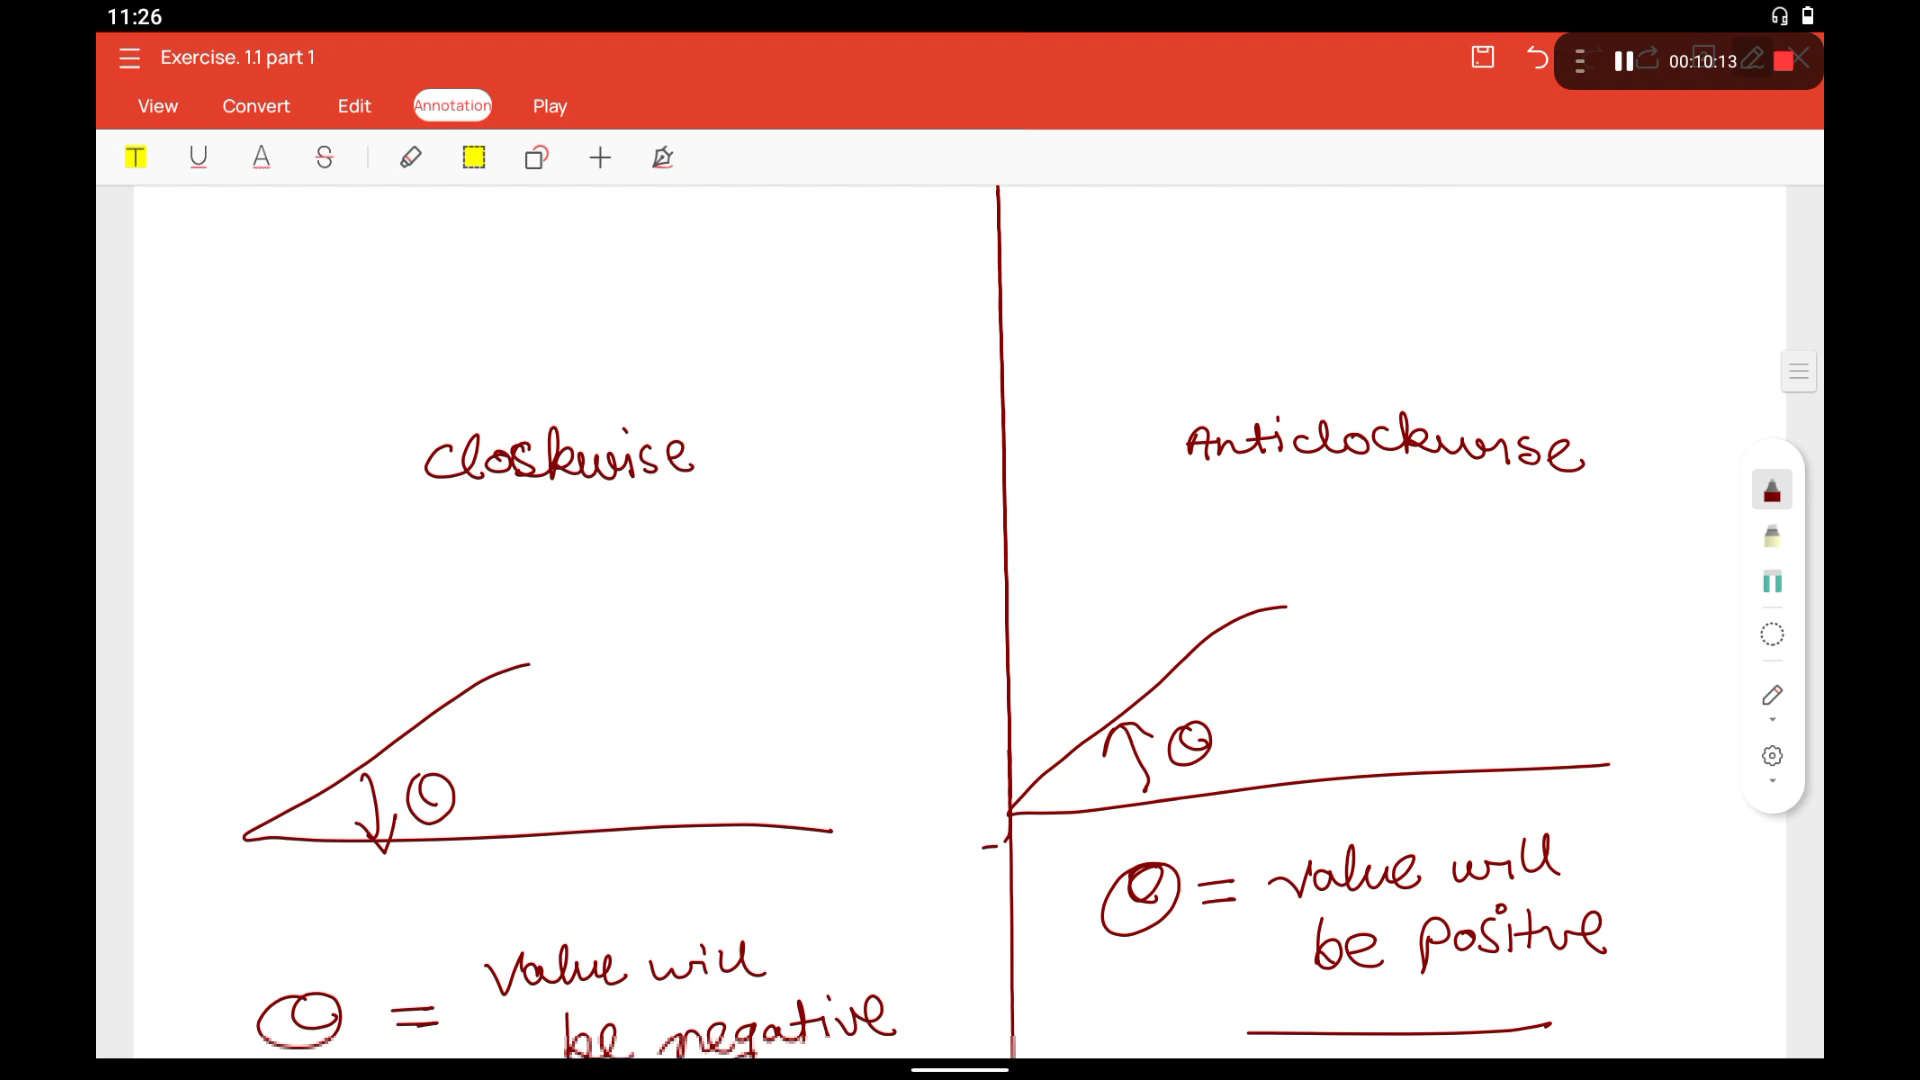 11:26
Exercise. 1.1 part 1
00:10:13
View Convert Edit Annotation Play
T U A S
Closkwise
Anticlockwise
θ
θ
θ = value will
be positive
θ = value will
be negative